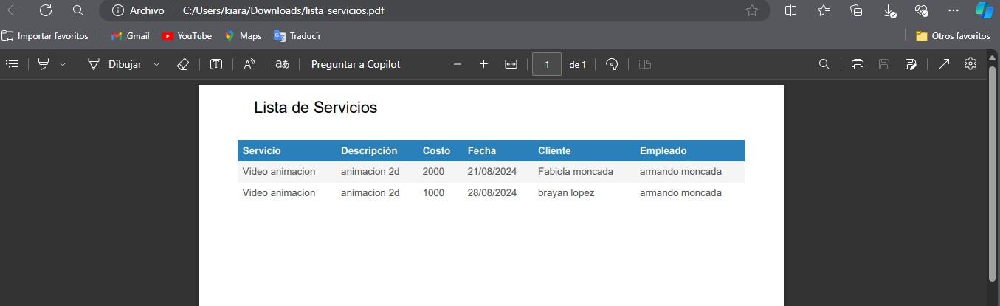 Archivo C:/Users/kiara/Downloads/lista_servicios.pdf
Importar favoritos Gmail YouTube Maps Traducir Otros favoritos
Dibujar T A aあ Preguntar a Copilot 1 de 1
Lista de Servicios
Servicio Descripción Costo Fecha Cliente Empleado
Video animacion animacion 2d 2000 21/08/2024 Fabiola moncada armando moncada
Video animacion animacion 2d 1000 28/08/2024 brayan lopez armando moncada